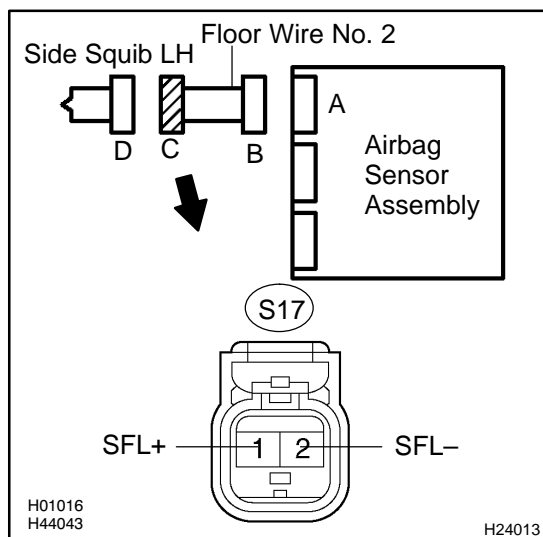 Floor Wire No. 2
Side Squib LH
A
D
C
B
Airbag
Sensor
Assembly
S17
SFL+
1
2
SFL–
H01016
H44043
H24013